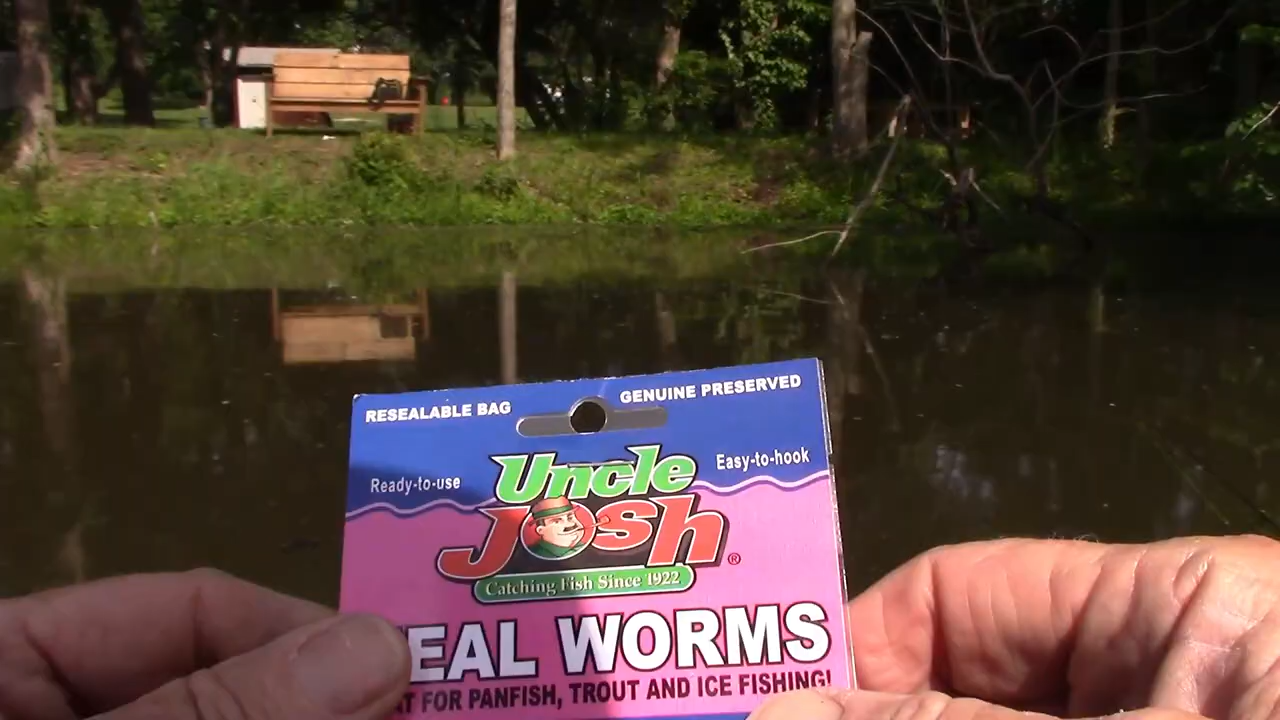 RESEALABLE BAG
GENUINE PRESERVED
Ready-to-use
Easy-to-hook
Uncle
Josh®
Catching Fish Since 1922
EAL WORMS
AT FOR PANFISH, TROUT AND ICE FISHING!